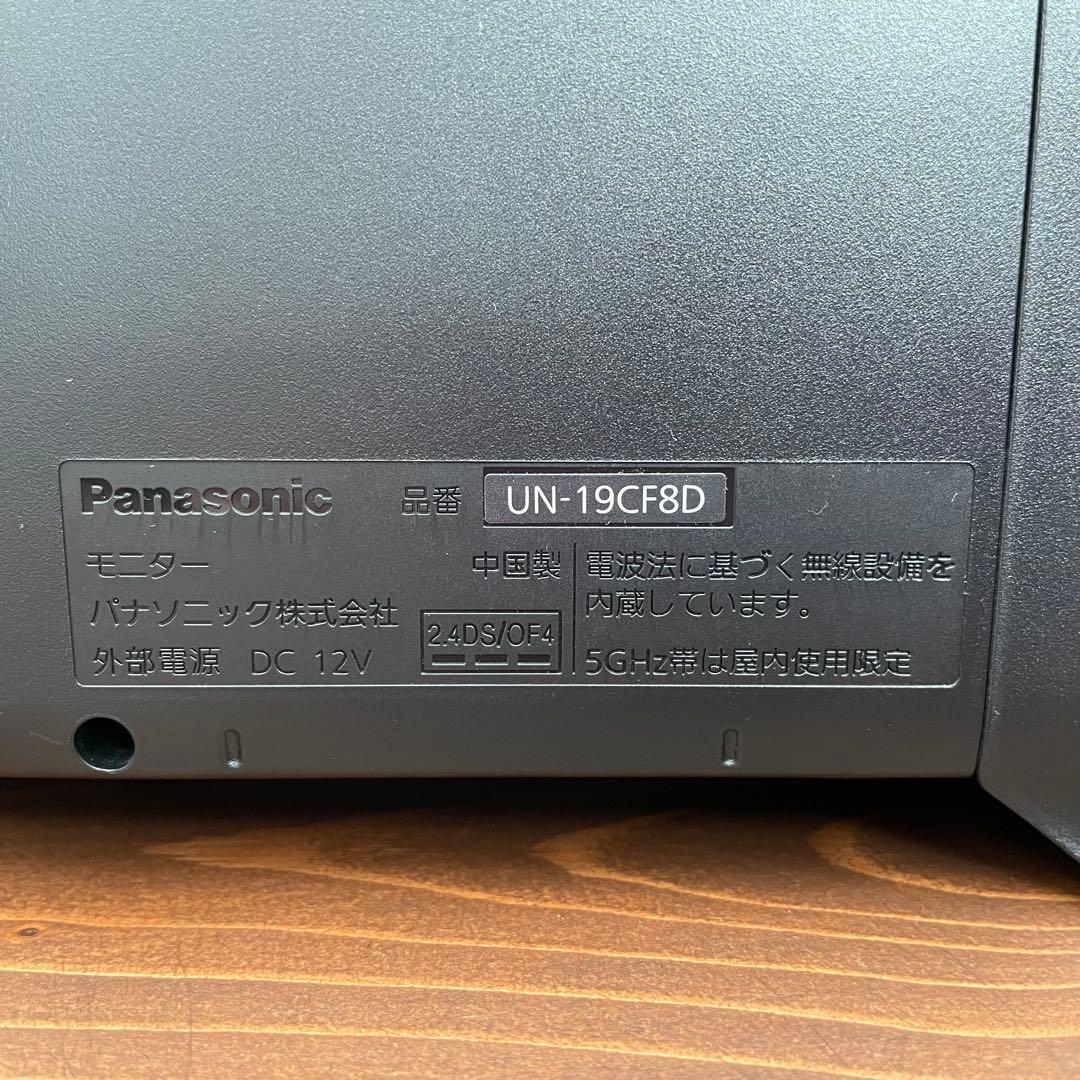 Panasonic 品番 UN-19CF8D
モニター 中国製
パナソニック株式会社
外部電源 DC 12V
2.4DS/OF4
電波法に基づく無線設備を
内蔵しています。
5GHz帯は屋内使用限定